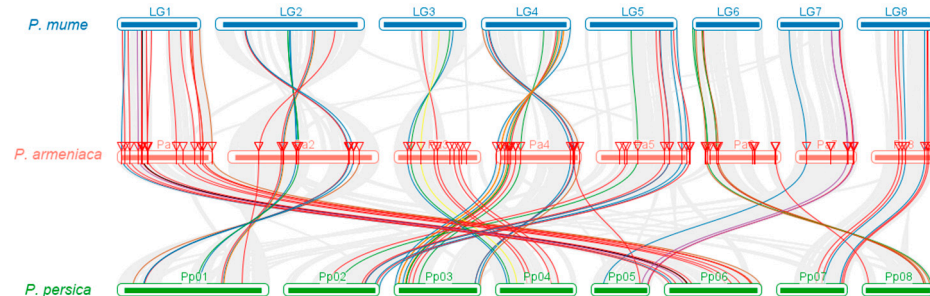 LG1 LG2 LG3 LG4 LG5 LG6 LG7 LG8
P. mume
P. armeniaca Pa4
P. persica
Pp01 Pp02 Pp03 Pp04 Pp05 Pp06 Pp07 Pp08